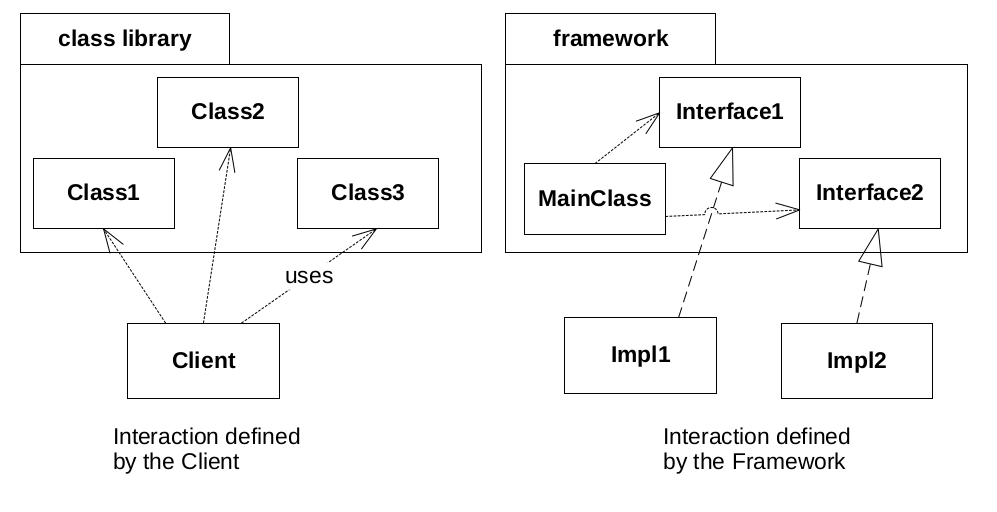 class library
Class2
Class1
Class3
uses
Client
Interaction defined
by the Client
framework
Interface1
MainClass
Interface2
Impl1
Impl2
Interaction defined
by the Framework